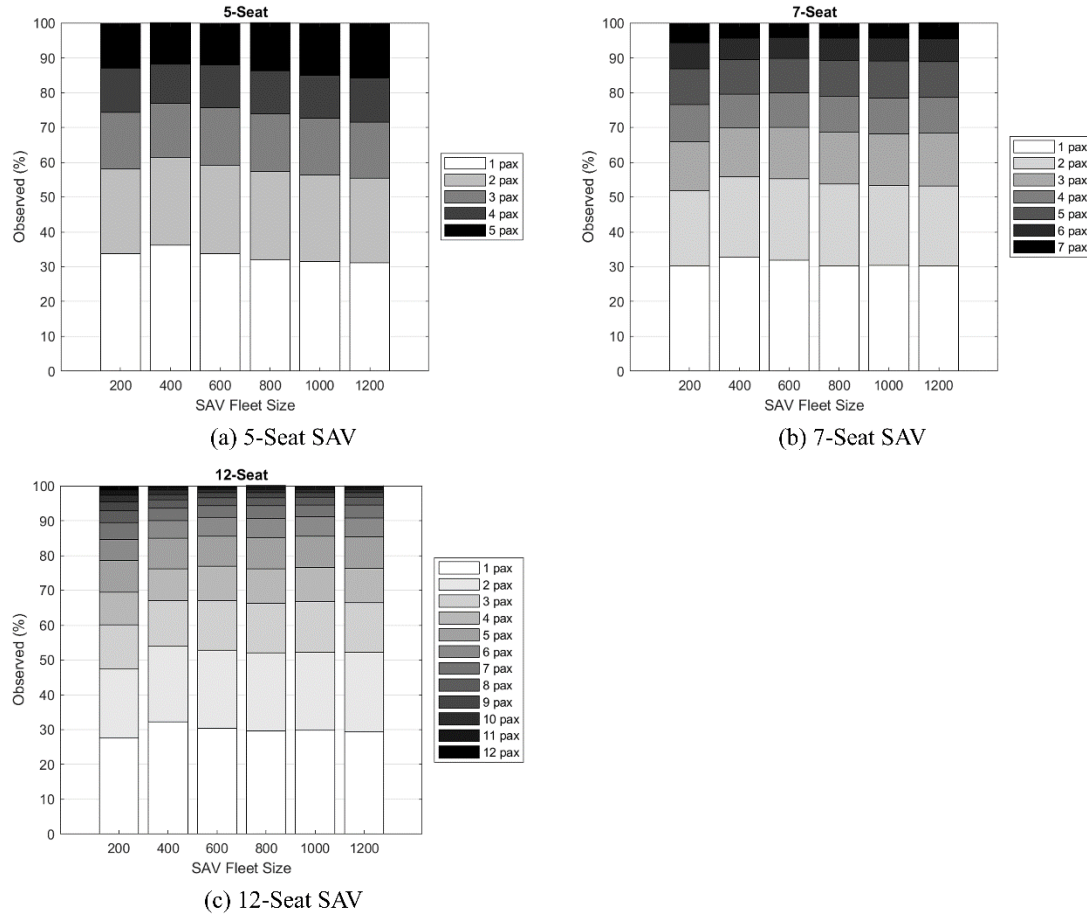 5-Seat
100
90
80
70
60
50
40
30
20
10
0
Observed (%)
200 400 600 800 1000 1200
SAV Fleet Size
1 pax
2 pax
3 pax
4 pax
5 pax
(a) 5-Seat SAV
7-Seat
100
90
80
70
60
50
40
30
20
10
0
Observed (%)
200 400 600 800 1000 1200
SAV Fleet Size
1 pax
2 pax
3 pax
4 pax
5 pax
6 pax
7 pax
(b) 7-Seat SAV
12-Seat
100
90
80
70
60
50
40
30
20
10
0
Observed (%)
200 400 600 800 1000 1200
SAV Fleet Size
1 pax
2 pax
3 pax
4 pax
5 pax
6 pax
7 pax
8 pax
9 pax
10 pax
11 pax
12 pax
(c) 12-Seat SAV